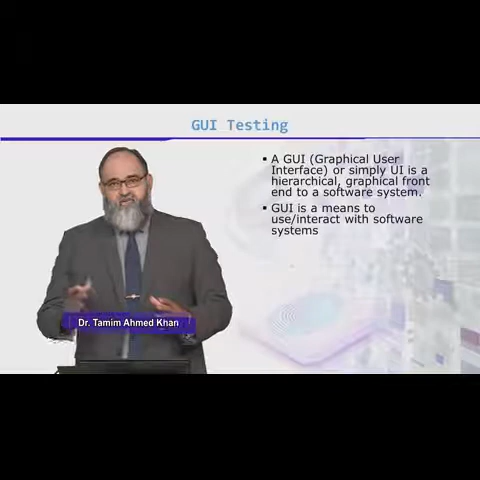 GUI Testing
▪ A GUI (Graphical User
Interface) or simply UI is a
hierarchical, graphical front
end to a software system.
▪ GUI is a means to
use/interact with software
systems
Dr. Tamim Ahmed Khan